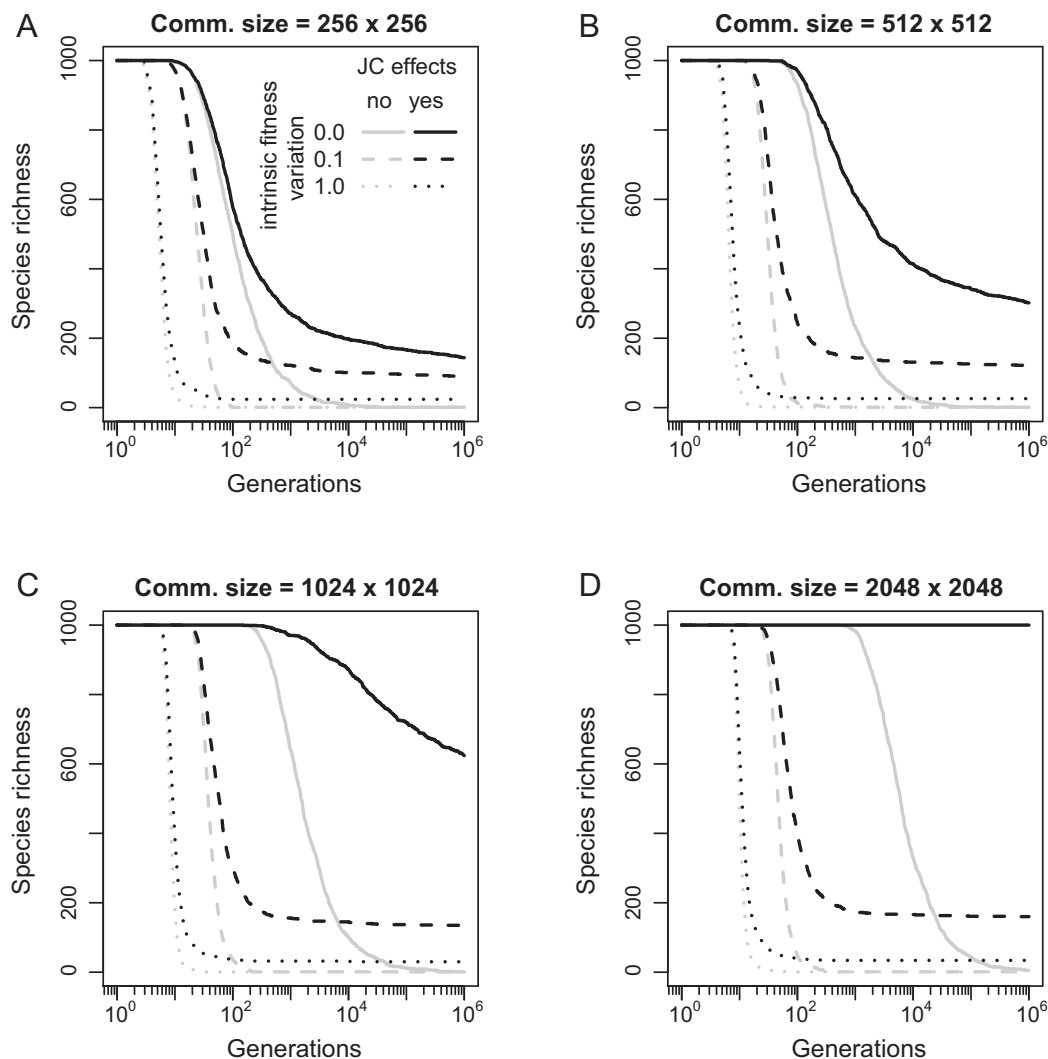 A
Comm. size = 256 x 256
Species richness
1000
600
200
0
JC effects
no yes
intrinsic fitness
variation
0.0
0.1
1.0
10^0 10^2 10^4 10^6
Generations
B
Comm. size = 512 x 512
Species richness
1000
600
200
0
10^0 10^2 10^4 10^6
Generations
C
Comm. size = 1024 x 1024
Species richness
1000
600
200
0
10^0 10^2 10^4 10^6
Generations
D
Comm. size = 2048 x 2048
Species richness
1000
600
200
0
10^0 10^2 10^4 10^6
Generations